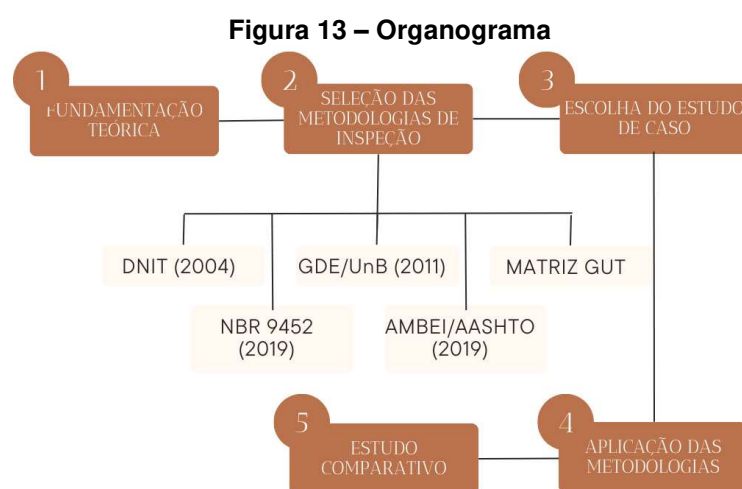 Figura 13 – Organograma
1
FUNDAMENTAÇÃO
TEÓRICA
2
SELEÇÃO DAS
METODOLOGIAS DE
INSPEÇÃO
3
ESCOLHA DO ESTUDO
DE CASO
DNIT (2004)
GDE/UnB (2011)
MATRIZ GUT
NBR 9452
(2019)
AMBEI/AASHTO
(2019)
5
ESTUDO
COMPARATIVO
4
APLICAÇÃO DAS
METODOLOGIAS